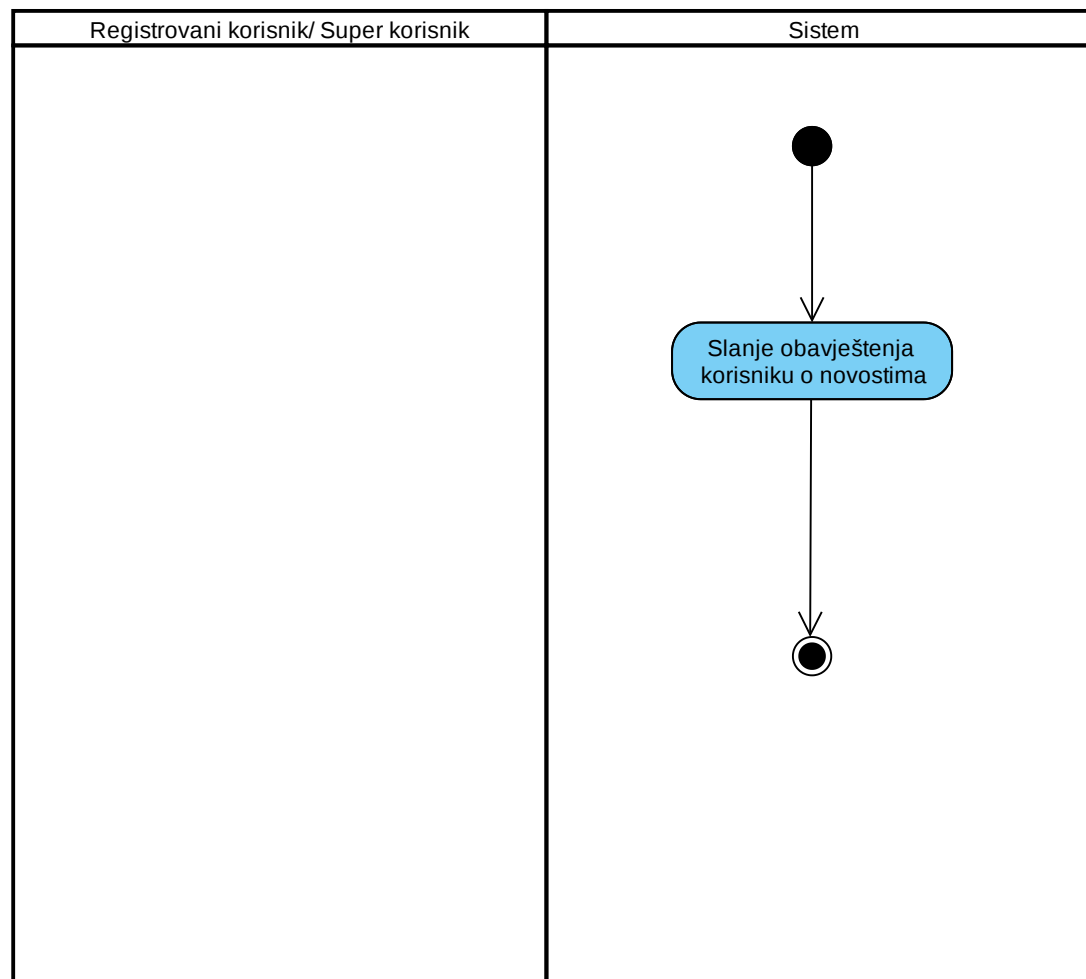 Registrovani korisnik/ Super korisnik
Sistem
Slanje obavještenja
korisniku o novostima